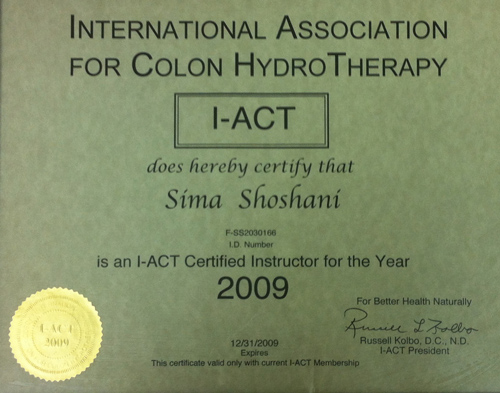 INTERNATIONAL ASSOCIATION
FOR COLON HYDROTHERAPY
I-ACT
does hereby certify that
Sima Shoshani
F-SS2030166
I.D. Number
is an I-ACT Certified Instructor for the Year
2009
For Better Health Naturally
Russell L Kolbo
Russell Kolbo, D.C., N.D.
I-ACT President
12/31/2009
Expires
This certificate valid only with current I-ACT Membership
I-ACT
2009